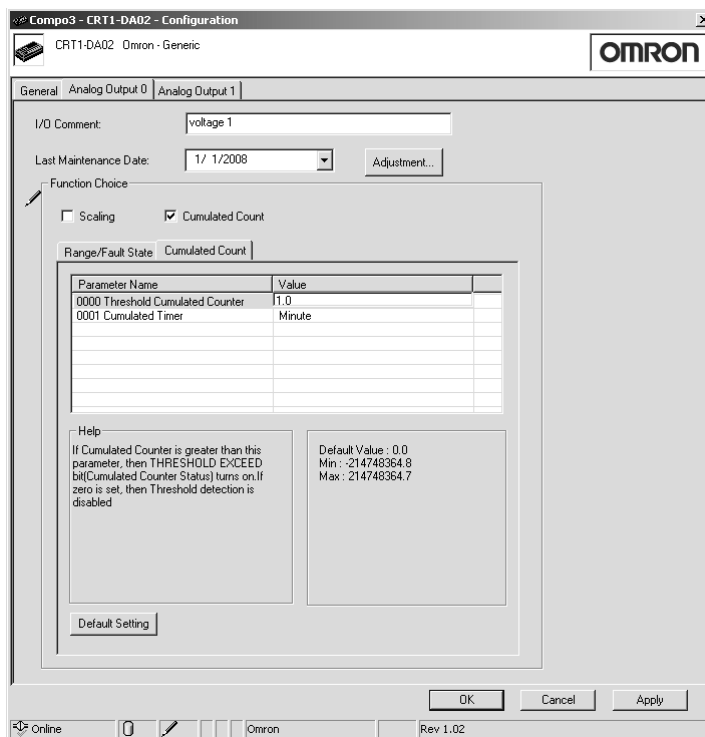 Compo3 - CRT1-DA02 - Configuration
CRT1-DA02 Omron - Generic
OMRON
General Analog Output 0 Analog Output 1
I/O Comment: voltage 1
Last Maintenance Date: 1/ 1/2008 Adjustment...
Function Choice
Scaling Cumulated Count
Range/Fault State Cumulated Count
Parameter Name Value
0000 Threshold Cumulated Counter 1.0
0001 Cumulated Timer Minute
Help
If Cumulated Counter is greater than this
parameter, then THRESHOLD EXCEED
bit(Cumulated Counter Status) turns on.If
zero is set, then Threshold detection is
disabled
Default Value : 0.0
Min : -214748364.8
Max : 214748364.7
Default Setting
OK Cancel Apply
Online Omron Rev 1.02